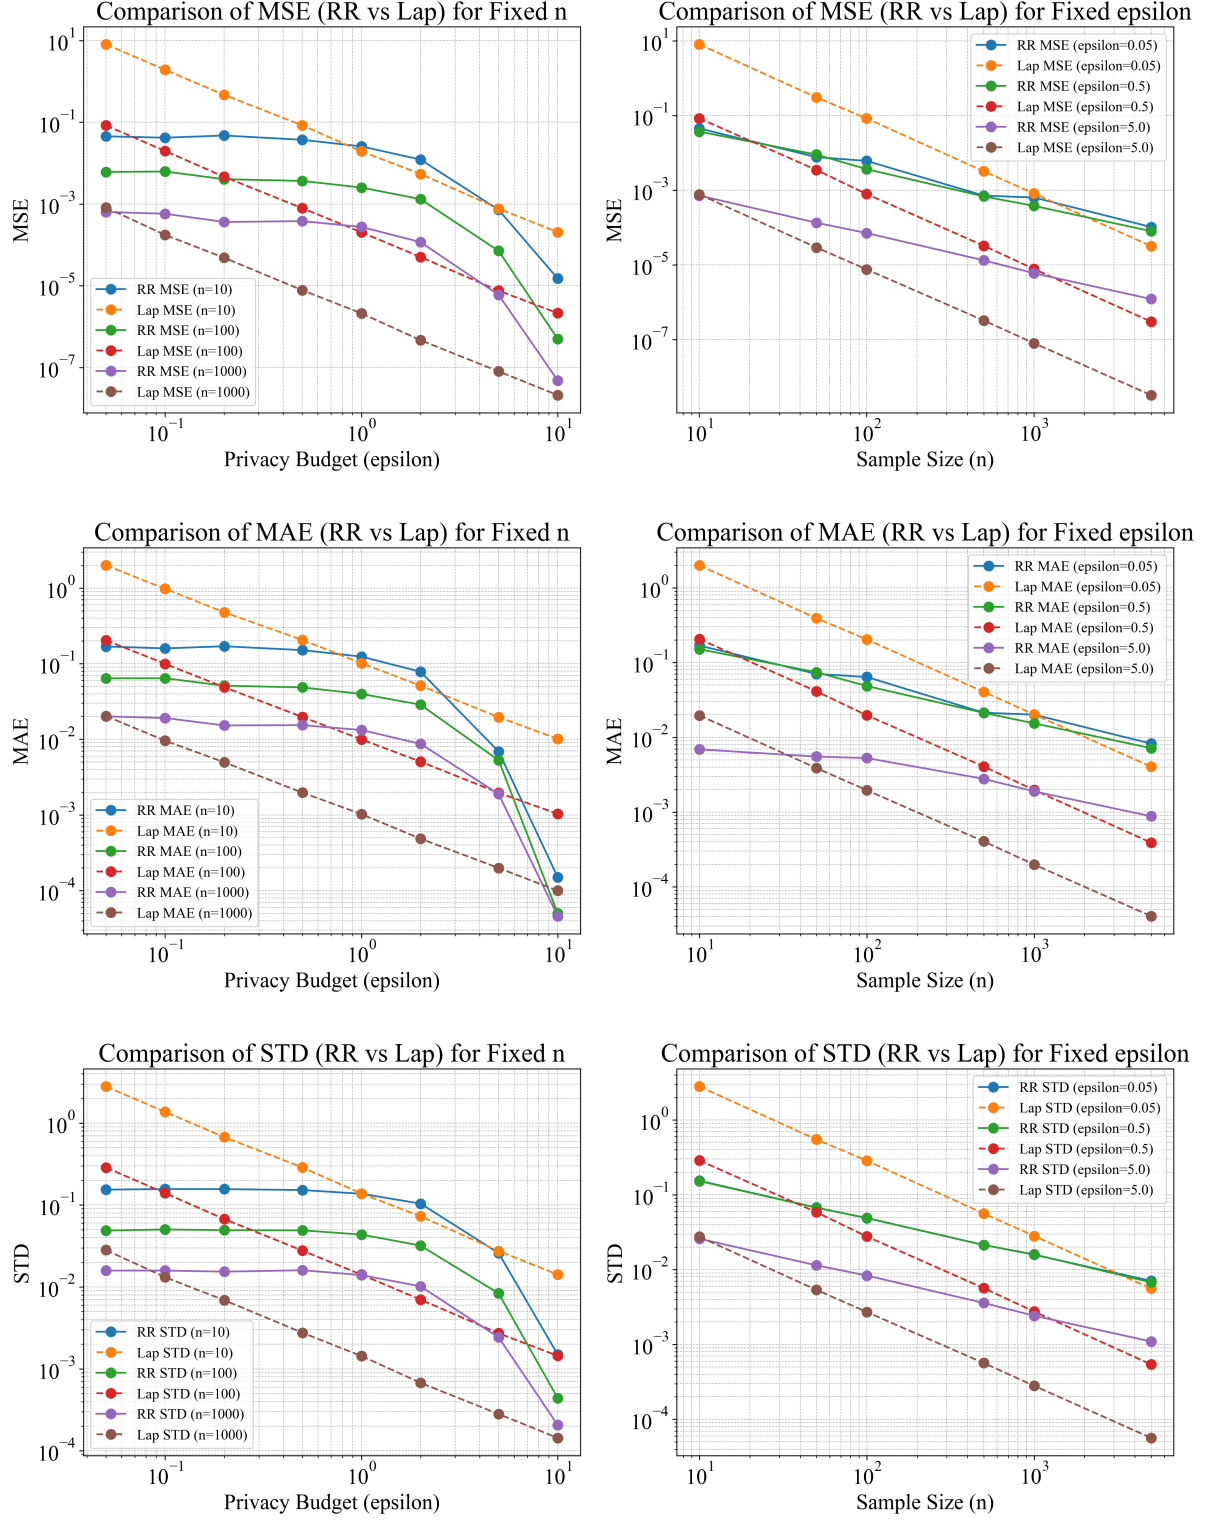 Comparison of MSE (RR vs Lap) for Fixed n
MSE
10^1
10^-1
10^-3
10^-5
10^-7
RR MSE (n=10)
Lap MSE (n=10)
RR MSE (n=100)
Lap MSE (n=100)
RR MSE (n=1000)
Lap MSE (n=1000)
10^-1 10^0 10^1
Privacy Budget (epsilon)
Comparison of MSE (RR vs Lap) for Fixed epsilon
MSE
10^1
10^-1
10^-3
10^-5
10^-7
RR MSE (epsilon=0.05)
Lap MSE (epsilon=0.05)
RR MSE (epsilon=0.5)
Lap MSE (epsilon=0.5)
RR MSE (epsilon=5.0)
Lap MSE (epsilon=5.0)
10^1 10^2 10^3
Sample Size (n)
Comparison of MAE (RR vs Lap) for Fixed n
MAE
10^0
10^-1
10^-2
10^-3
10^-4
RR MAE (n=10)
Lap MAE (n=10)
RR MAE (n=100)
Lap MAE (n=100)
RR MAE (n=1000)
Lap MAE (n=1000)
10^-1 10^0 10^1
Privacy Budget (epsilon)
Comparison of MAE (RR vs Lap) for Fixed epsilon
MAE
10^0
10^-1
10^-2
10^-3
10^-4
RR MAE (epsilon=0.05)
Lap MAE (epsilon=0.05)
RR MAE (epsilon=0.5)
Lap MAE (epsilon=0.5)
RR MAE (epsilon=5.0)
Lap MAE (epsilon=5.0)
10^1 10^2 10^3
Sample Size (n)
Comparison of STD (RR vs Lap) for Fixed n
STD
10^0
10^-1
10^-2
10^-3
10^-4
RR STD (n=10)
Lap STD (n=10)
RR STD (n=100)
Lap STD (n=100)
RR STD (n=1000)
Lap STD (n=1000)
10^-1 10^0 10^1
Privacy Budget (epsilon)
Comparison of STD (RR vs Lap) for Fixed epsilon
STD
10^0
10^-1
10^-2
10^-3
10^-4
RR STD (epsilon=0.05)
Lap STD (epsilon=0.05)
RR STD (epsilon=0.5)
Lap STD (epsilon=0.5)
RR STD (epsilon=5.0)
Lap STD (epsilon=5.0)
10^1 10^2 10^3
Sample Size (n)